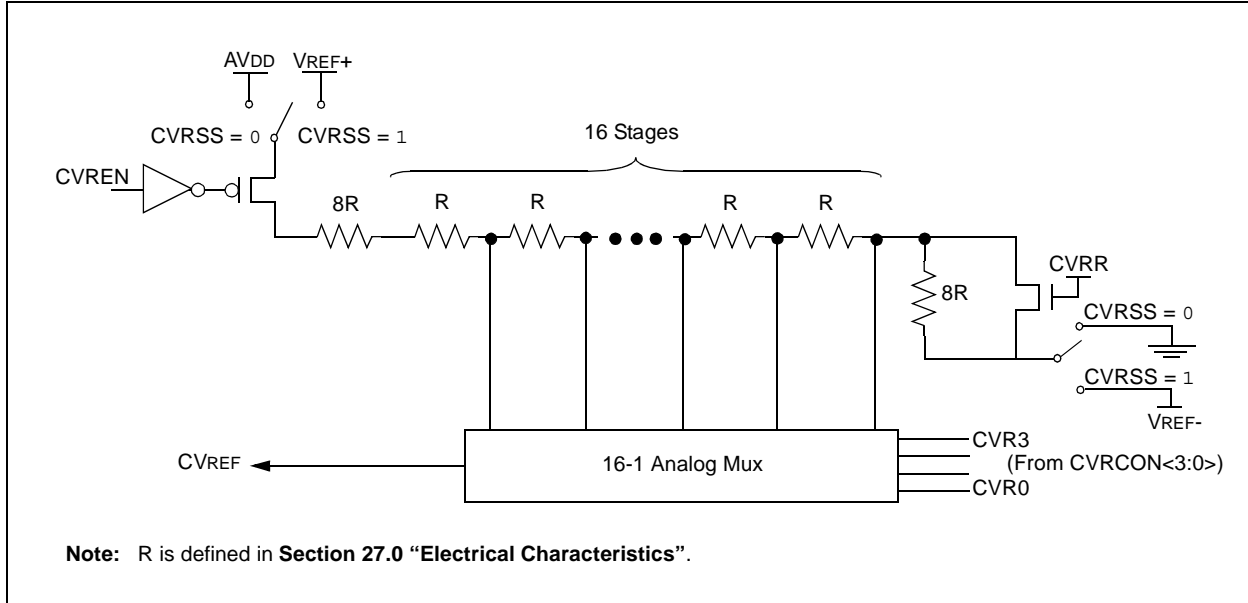 AVDD VREF+
16 Stages
CVRSS = 0 CVRSS = 1
CVREN
8R R R R R
CVRR
8R
CVRSS = 0
CVRSS = 1
VREF-
CVR3
CVREF 16-1 Analog Mux (From CVRCON<3:0>)
CVR0
Note: R is defined in Section 27.0 “Electrical Characteristics”.